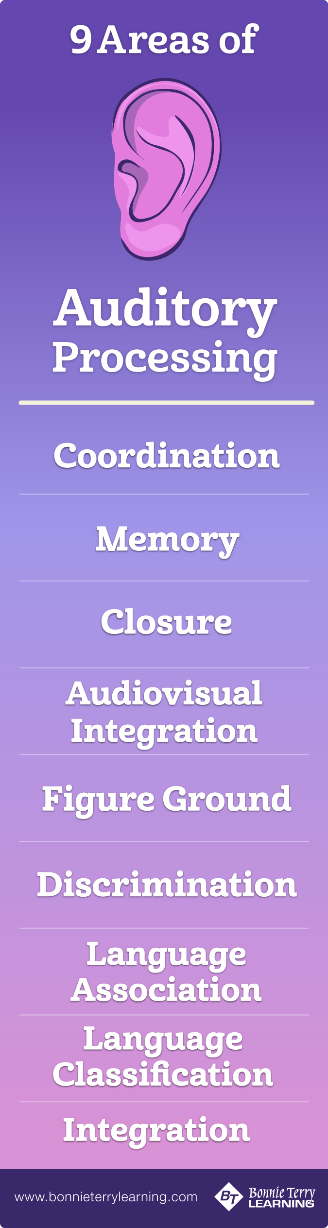 9 Areas of
Auditory
Processing
Coordination
Memory
Closure
Audiovisual
Integration
Figure Ground
Discrimination
Language
Association
Language
Classification
Integration
www.bonnieterrylearning.com
BT
Bonnie Terry
LEARNING